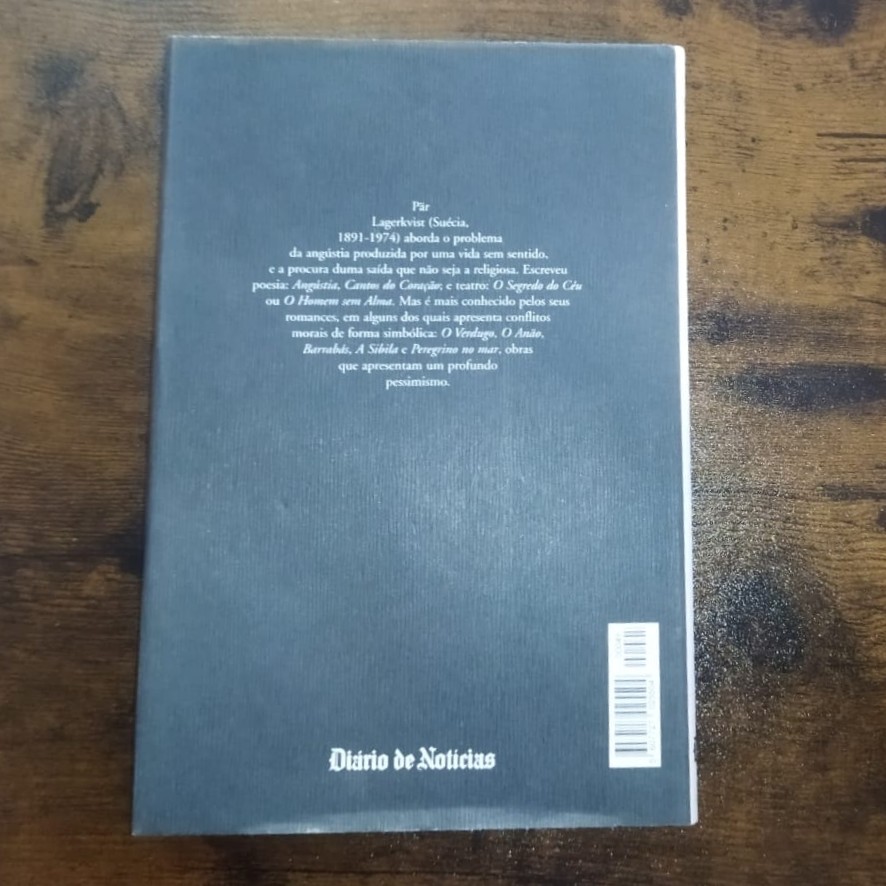 Pär
Lagerkvist (Suécia,
1891-1974) aborda o problema
da angústia produzida por uma vida sem sentido,
e a procura duma saída que não seja a religiosa. Escreveu
poesia: Angústia, Cantos do Coração; e teatro: O Segredo do Céu
ou O Homem sem Alma. Mas é mais conhecido pelos seus
romances, em alguns dos quais apresenta conflitos
morais de forma simbólica: O Verdugo, O Anão,
Barrabás, A Sibila e Peregrino no mar, obras
que apresentam um profundo
pessimismo.
Diário de Notícias